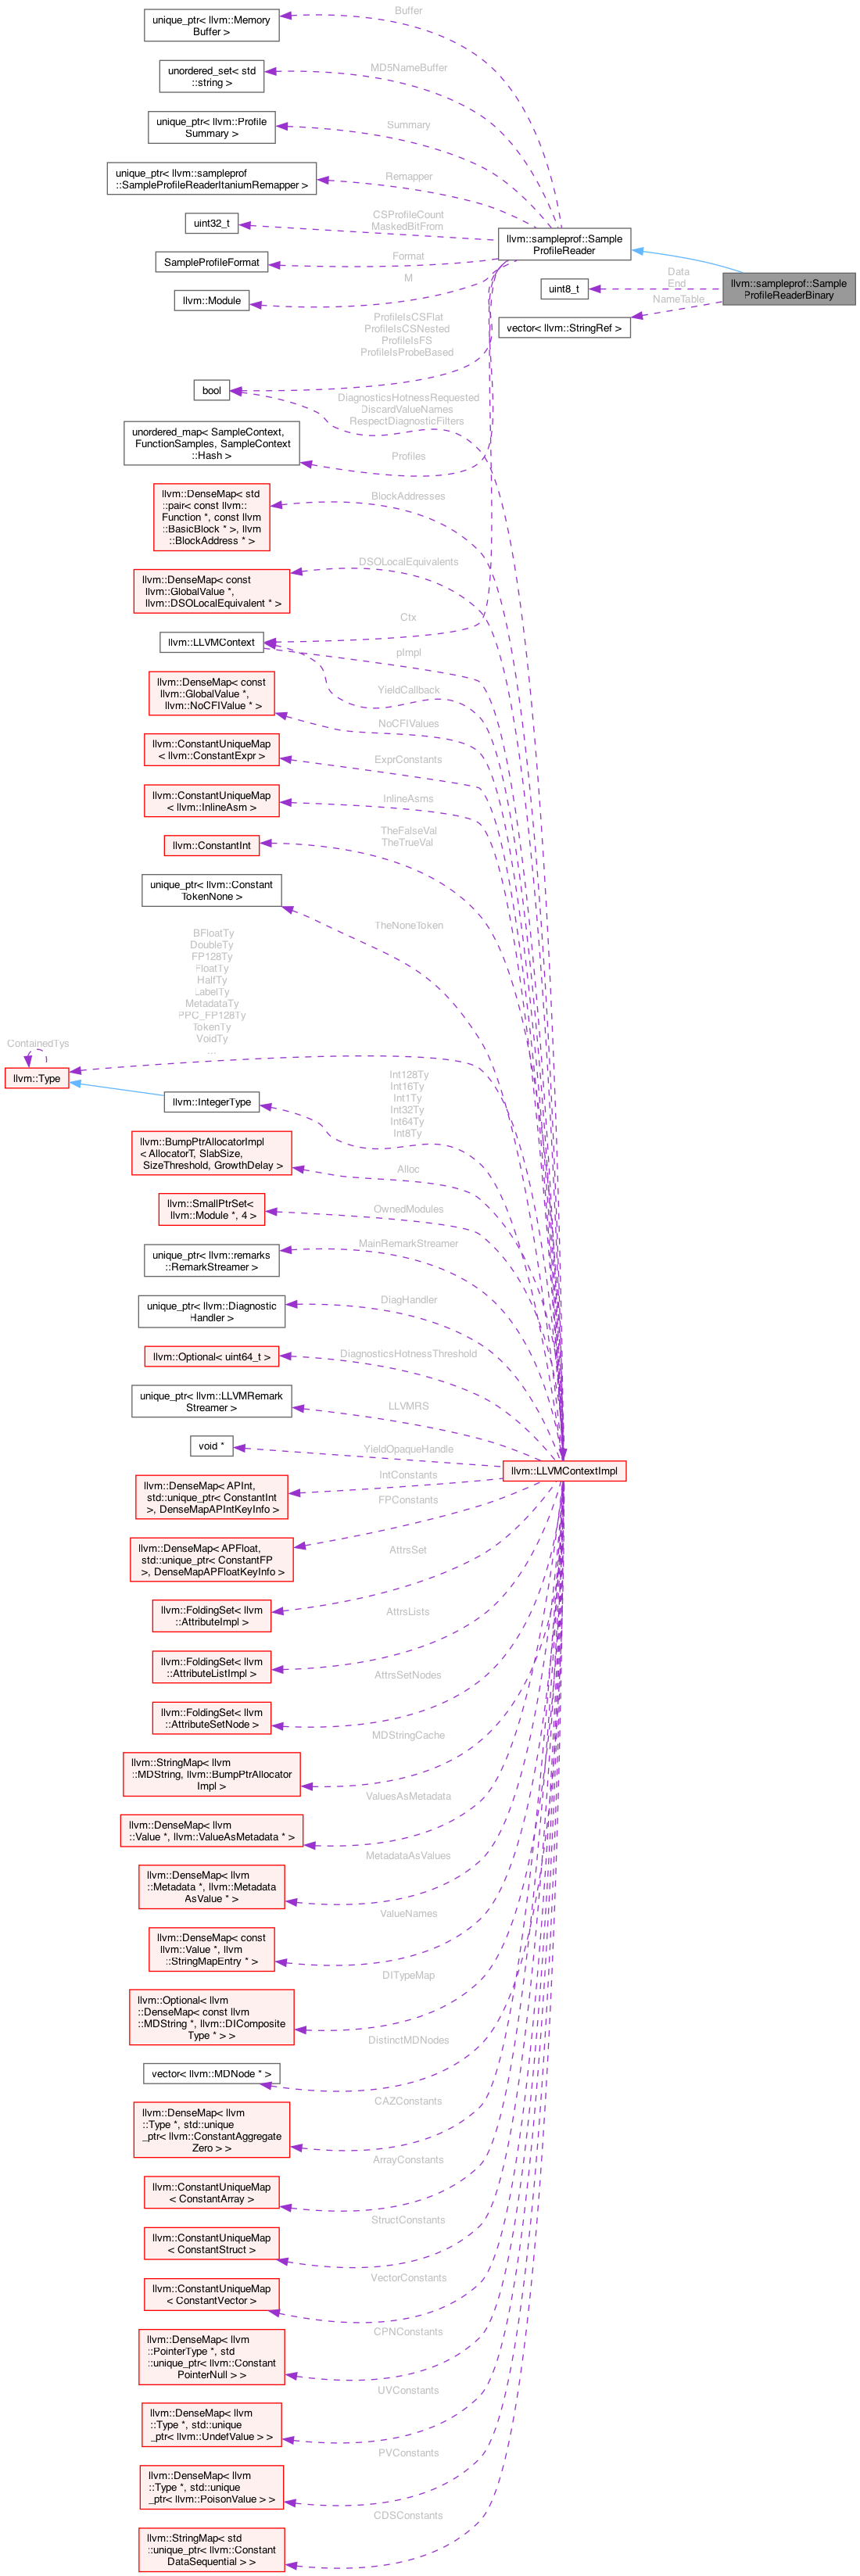 unique_ptr< llvm::Memory
Buffer >
Buffer
unordered_set< std
::string >
MD5NameBuffer
unique_ptr< llvm::Profile
Summary >
Summary
unique_ptr< llvm::sampleprof
::SampleProfileReaderItaniumRemapper >
Remapper
uint32_t
CSProfileCount
MaskedBitFrom
llvm::sampleprof::Sample
ProfileReader
SampleProfileFormat
Format
llvm::Module
M
uint8_t
Data
End
llvm::sampleprof::Sample
ProfileReaderBinary
vector< llvm::StringRef >
NameTable
ProfileIsCSFlat
ProfileIsCSNested
ProfileIsFS
ProfileIsProbeBased
bool
DiagnosticsHotnessRequested
DiscardValueNames
RespectDiagnosticFilters
unordered_map< SampleContext,
FunctionSamples, SampleContext
::Hash >
Profiles
llvm::DenseMap< std
::pair< const llvm::
Function *, const llvm
::BasicBlock * >, llvm
::BlockAddress * >
BlockAddresses
llvm::DenseMap< const
llvm::GlobalValue *,
llvm::DSOLocalEquivalent * >
DSOLocalEquivalents
llvm::LLVMContext
Ctx
pImpl
YieldCallback
llvm::DenseMap< const
llvm::GlobalValue *,
llvm::NoCFIValue * >
NoCFIValues
llvm::ConstantUniqueMap
< llvm::ConstantExpr >
ExprConstants
llvm::ConstantUniqueMap
< llvm::InlineAsm >
InlineAsms
llvm::ConstantInt
TheFalseVal
TheTrueVal
unique_ptr< llvm::Constant
TokenNone >
TheNoneToken
BFloatTy
DoubleTy
FP128Ty
FloatTy
HalfTy
LabelTy
MetadataTy
PPC_FP128Ty
TokenTy
VoidTy
...
ContainedTys
llvm::Type
llvm::IntegerType
Int128Ty
Int16Ty
Int1Ty
Int32Ty
Int64Ty
Int8Ty
llvm::BumpPtrAllocatorImpl
< AllocatorT, SlabSize,
SizeThreshold, GrowthDelay >
Alloc
llvm::SmallPtrSet<
llvm::Module *, 4 >
OwnedModules
unique_ptr< llvm::remarks
::RemarkStreamer >
MainRemarkStreamer
unique_ptr< llvm::Diagnostic
Handler >
DiagHandler
llvm::Optional< uint64_t >
DiagnosticsHotnessThreshold
unique_ptr< llvm::LLVMRemark
Streamer >
LLVMRS
void *
YieldOpaqueHandle
llvm::LLVMContextImpl
llvm::DenseMap< APInt,
std::unique_ptr< ConstantInt
>, DenseMapAPIntKeyInfo >
IntConstants
FPConstants
llvm::DenseMap< APFloat,
std::unique_ptr< ConstantFP
>, DenseMapAPFloatKeyInfo >
AttrsSet
llvm::FoldingSet< llvm
::AttributeImpl >
AttrsLists
llvm::FoldingSet< llvm
::AttributeListImpl >
AttrsSetNodes
llvm::FoldingSet< llvm
::AttributeSetNode >
MDStringCache
llvm::StringMap< llvm
::MDString, llvm::BumpPtrAllocator
Impl >
ValuesAsMetadata
llvm::DenseMap< llvm
::Value *, llvm::ValueAsMetadata * >
MetadataAsValues
llvm::DenseMap< llvm
::Metadata *, llvm::Metadata
AsValue * >
ValueNames
llvm::DenseMap< const
llvm::Value *, llvm
::StringMapEntry * >
DITypeMap
llvm::Optional< llvm
::DenseMap< const llvm
::MDString *, llvm::DIComposite
Type * > >
DistinctMDNodes
vector< llvm::MDNode * >
CAZConstants
llvm::DenseMap< llvm
::Type *, std::unique
_ptr< llvm::ConstantAggregate
Zero > >
ArrayConstants
llvm::ConstantUniqueMap
< ConstantArray >
StructConstants
llvm::ConstantUniqueMap
< ConstantStruct >
VectorConstants
llvm::ConstantUniqueMap
< ConstantVector >
CPNConstants
llvm::DenseMap< llvm
::PointerType *, std
::unique_ptr< llvm::Constant
PointerNull > >
UVConstants
llvm::DenseMap< llvm
::Type *, std::unique
_ptr< llvm::UndefValue > >
PVConstants
llvm::DenseMap< llvm
::Type *, std::unique
_ptr< llvm::PoisonValue > >
CDSConstants
llvm::StringMap< std
::unique_ptr< llvm::Constant
DataSequential > >